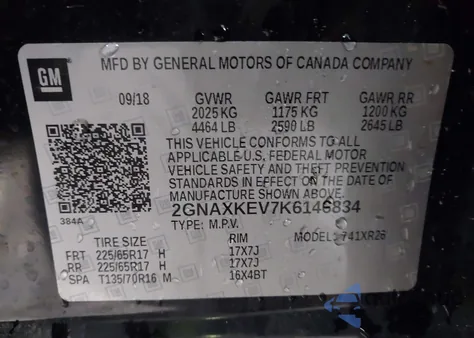 GM
MFD BY GENERAL MOTORS OF CANADA COMPANY
09/18 GVWR GAWR FRT GAWR RR
2025 KG 1175 KG 1200 KG
4464 LB 2590 LB 2645 LB
THIS VEHICLE CONFORMS TO ALL
APPLICABLE U.S. FEDERAL MOTOR
VEHICLE SAFETY AND THEFT PREVENTION
STANDARDS IN EFFECT ON THE DATE OF
MANUFACTURE SHOWN ABOVE.
384A
2GNAXKEV7K6146834
TYPE: M.P.V. MODEL: 741XR26
TIRE SIZE RIM
FRT 225/65R17 H 17X7J
RR 225/65R17 H 17X7J
SPA T135/70R16 M 16X4BT